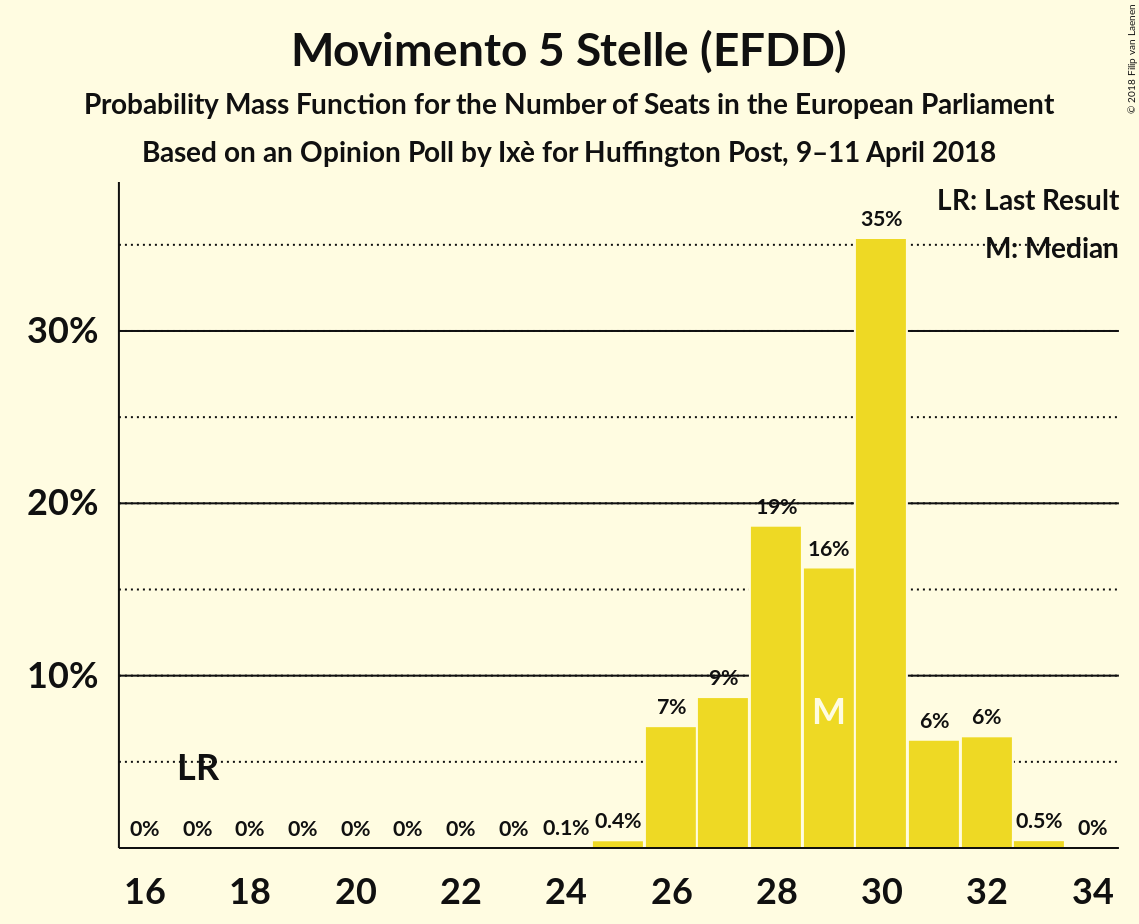 Movimento 5 Stelle (EFDD)
Probability Mass Function for the Number of Seats in the European Parliament
Based on an Opinion Poll by Ixè for Huffington Post, 9–11 April 2018
© 2018 Filip van Laenen
LR: Last Result
M: Median
35%
30%
20%
19%
16%
10%
9%
7%
6%
6%
M
LR
0%
0%
0%
0%
0%
0%
0%
0%
0.1%
0.4%
0.5%
0%
16 18 20 22 24 26 28 30 32 34